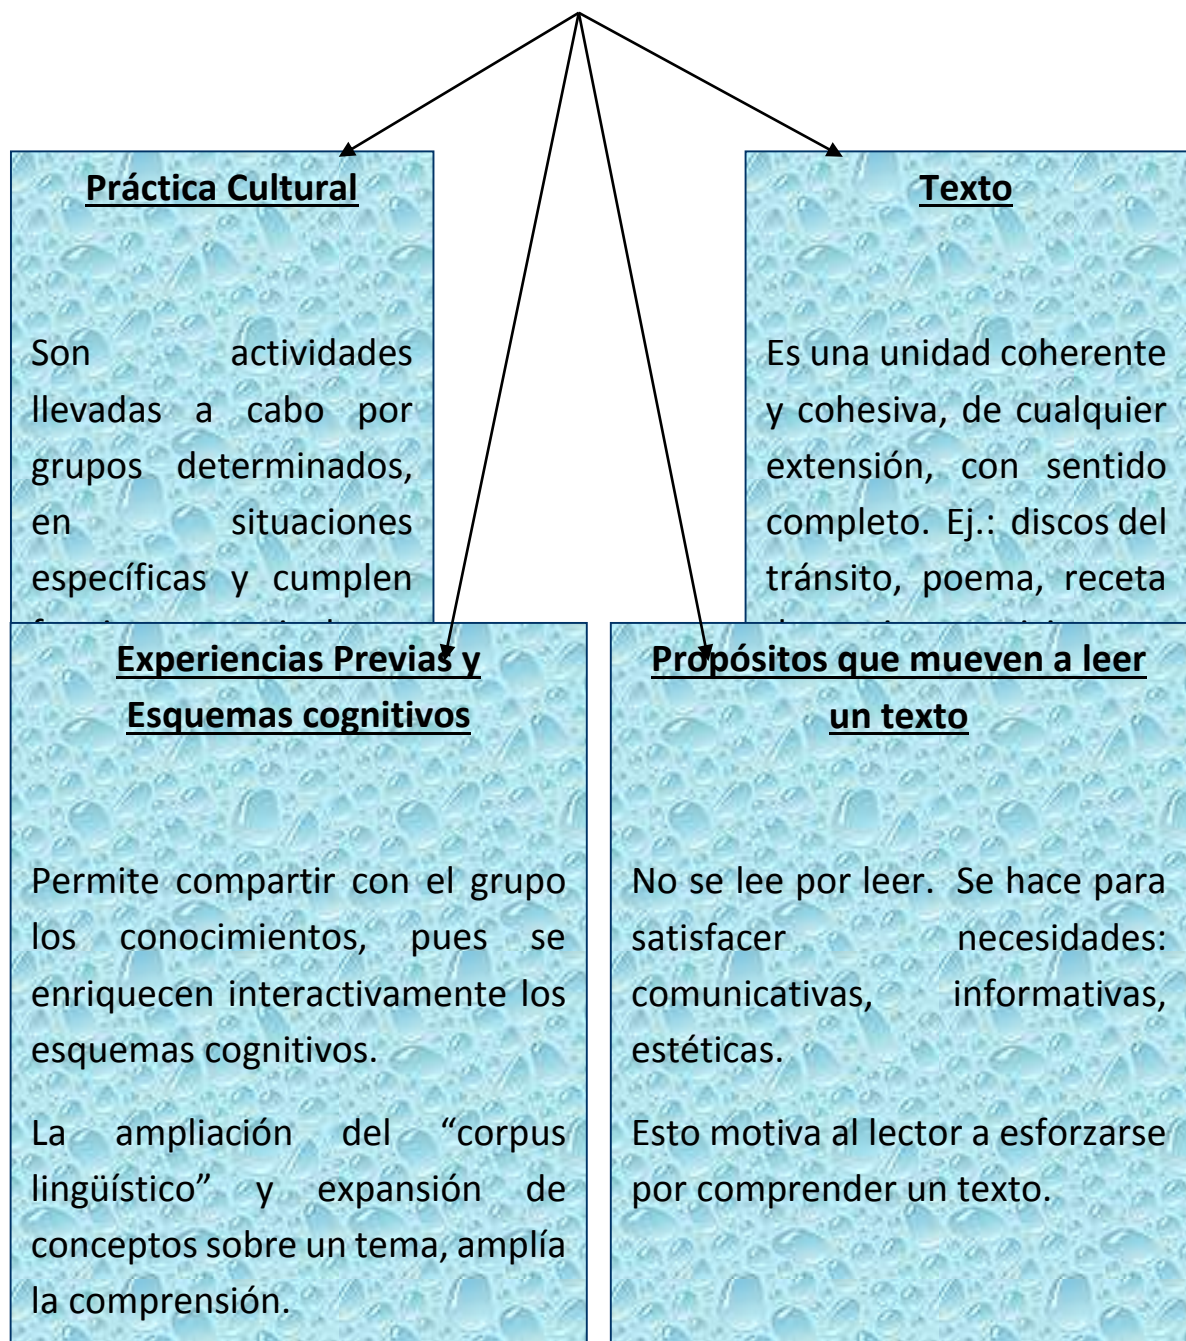 Práctica Cultural
Son actividades
llevadas a cabo por
grupos determinados,
en situaciones
específicas y cumplen
Texto
Es una unidad coherente
y cohesiva, de cualquier
extensión, con sentido
completo. Ej.: discos del
tránsito, poema, receta
Experiencias Previas y
Esquemas cognitivos
Permite compartir con el grupo
los conocimientos, pues se
enriquecen interactivamente los
esquemas cognitivos.
La ampliación del “corpus
lingüístico” y expansión de
conceptos sobre un tema, amplía
la comprensión.
Propósitos que mueven a leer
un texto
No se lee por leer. Se hace para
satisfacer necesidades:
comunicativas, informativas,
estéticas.
Esto motiva al lector a esforzarse
por comprender un texto.